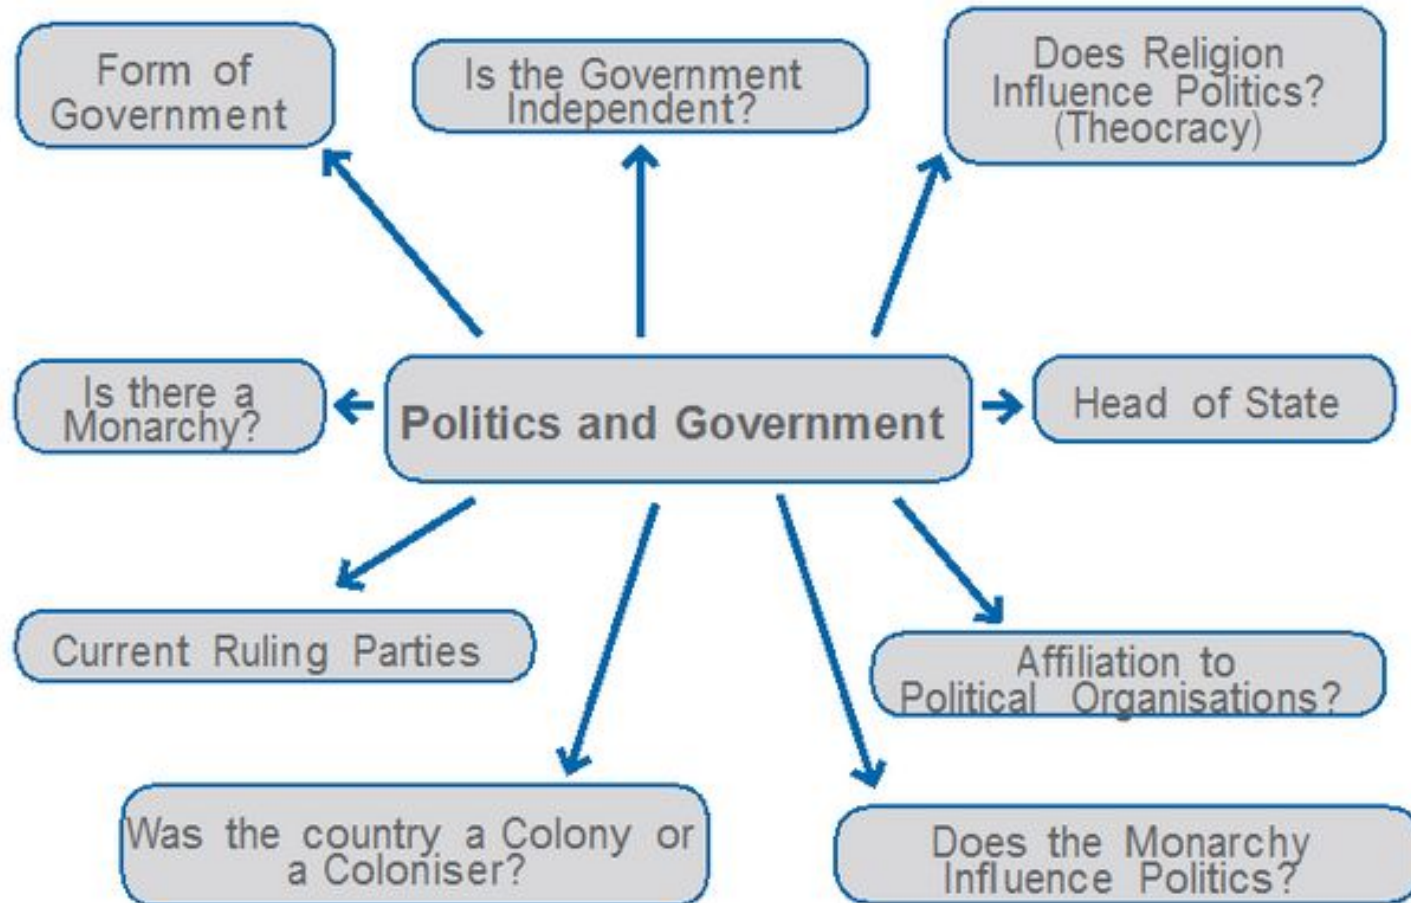 Form of
Government
Is the Government
Independent?
Does Religion
Influence Politics?
(Theocracy)
Is there a
Monarchy?
Politics and Government
Head of State
Current Ruling Parties
Affiliation to
Political Organisations?
Was the country a Colony or
a Coloniser?
Does the Monarchy
Influence Politics?